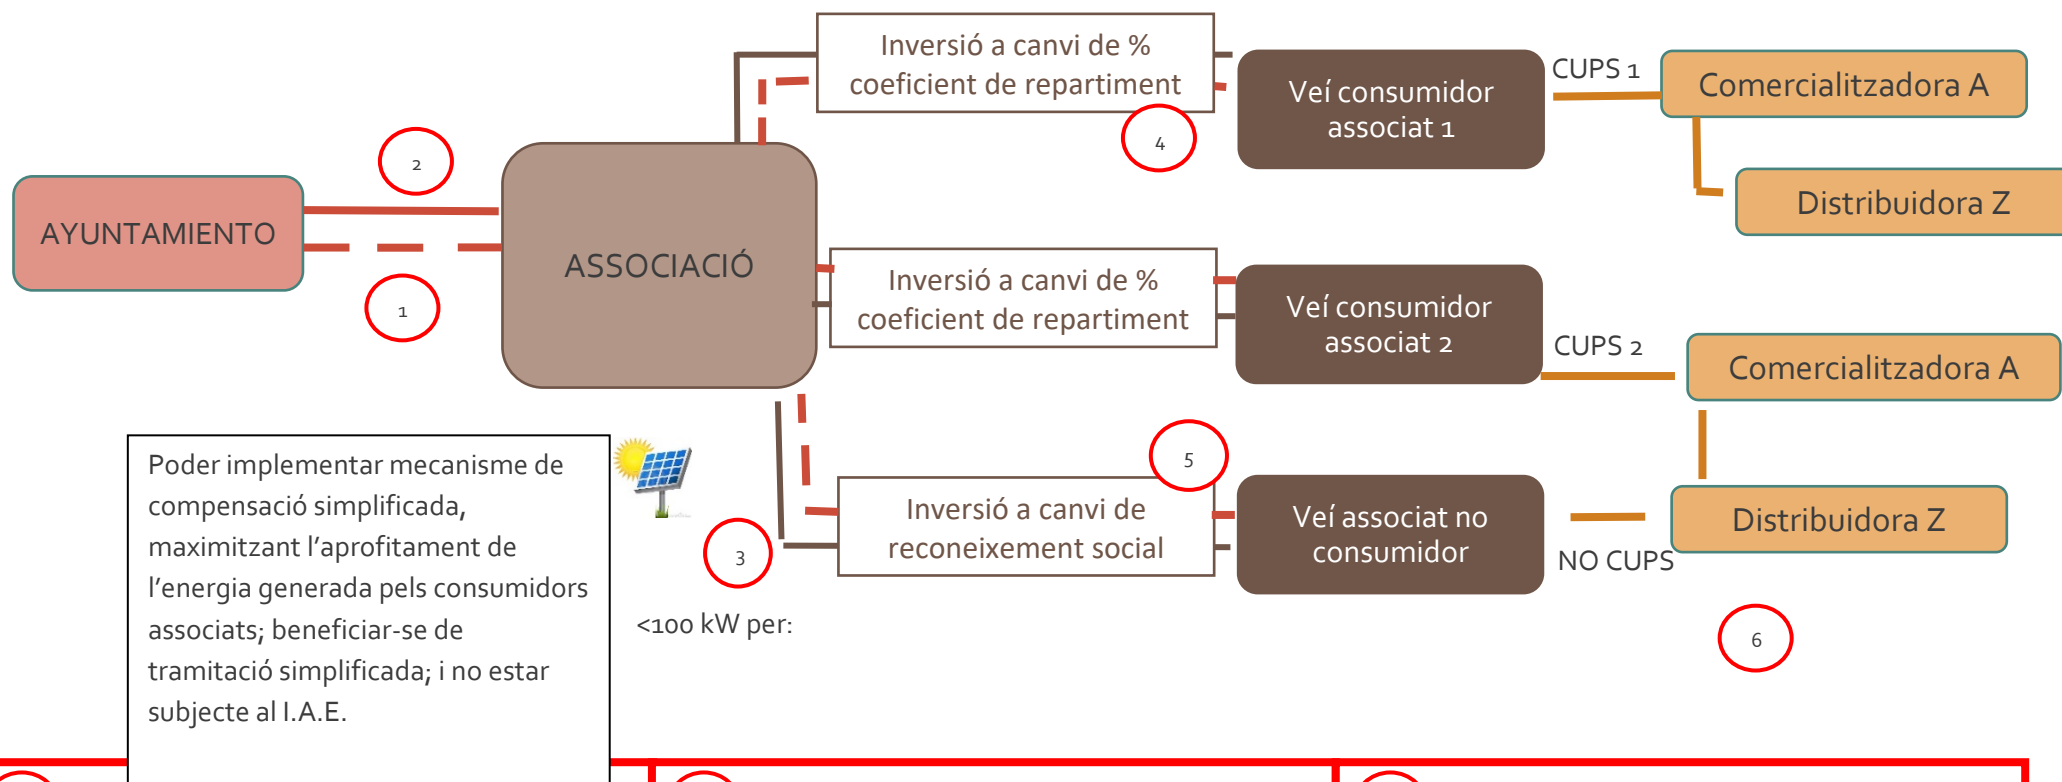 Inversió a canvi de %
coeficient de repartiment
4
Veí consumidor
associat 1
CUPS 1
Comercialitzadora A
Distribuidora Z
2
AYUNTAMIENTO
1
ASSOCIACIÓ
Inversió a canvi de %
coeficient de repartiment
Veí consumidor
associat 2
CUPS 2
Comercialitzadora A
Distribuidora Z
5
Inversió a canvi de
reconeixement social
Veí associat no
consumidor
NO CUPS
6
3
<100 kW per:
Poder implementar mecanisme de
compensació simplificada,
maximitzant l'aprofitament de
l'energia generada pels consumidors
associats; beneficiar-se de
tramitació simplificada; i no estar
subjecte al I.A.E.